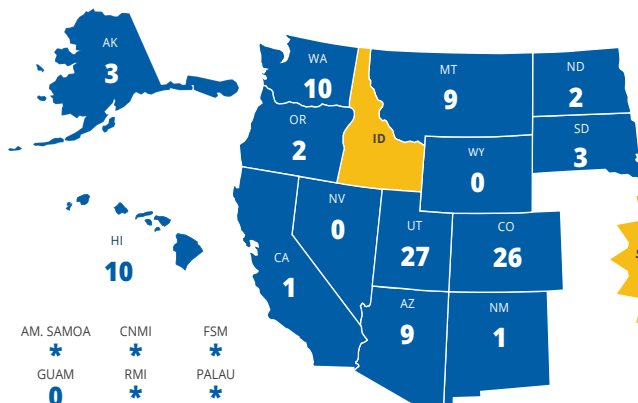 AK
3
WA
10
MT
9
ND
2
OR
2
ID
SD
3
WY
0
NV
0
UT
27
CO
26
HI
10
CA
1
AZ
9
NM
1
AM. SAMOA CNMI FSM
* * *
GUAM RMI PALAU
0 * *